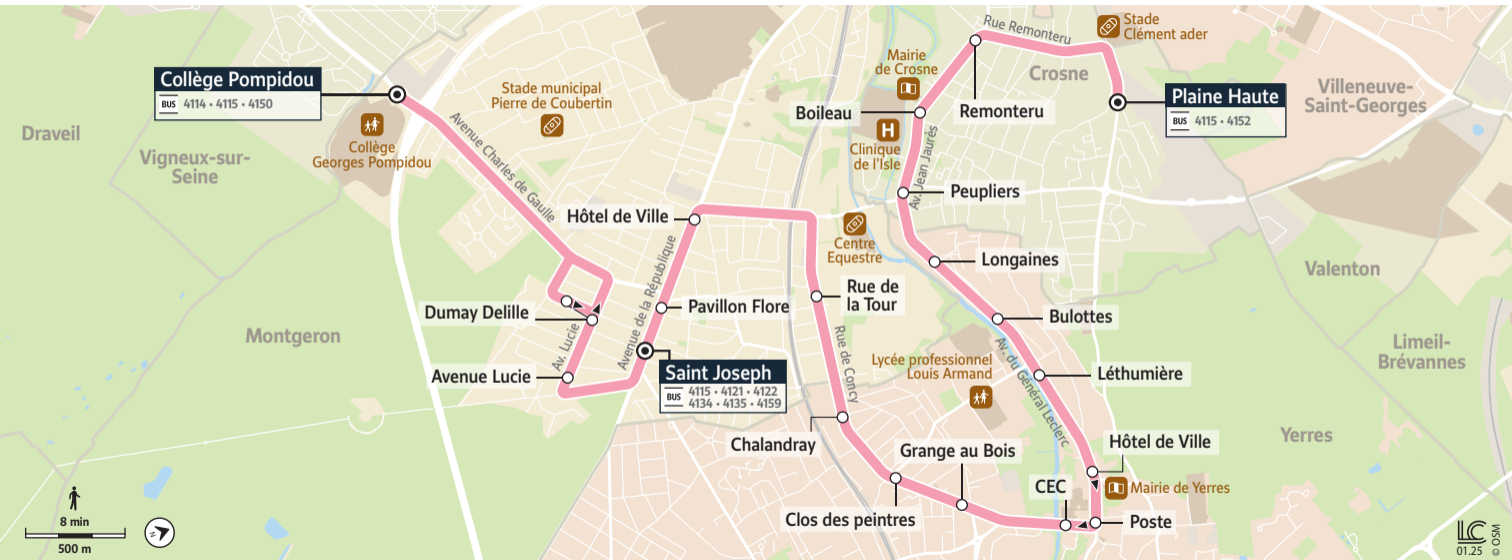 Rue Remonteru
Stade
Clément ader
Collège Pompidou
BUS 4114 • 4115 • 4150
Stade municipal
Pierre de Coubertin
Mairie
de Crosne
Crosne
Villeneuve-
Saint-Georges
Plaine Haute
BUS 4115 • 4152
Boileau
Remonteru
Draveil
Vigneux-sur-
Seine
Collège
Georges Pompidou
Avenue Charles de Gaulle
H
Clinique
de l'Isle
Av. Jean Jaurès
Peupliers
Hôtel de Ville
Centre
Equestre
Longaines
Valenton
Avenue de la République
Rue de
la Tour
Pavillon Flore
Dumay Delille
Bulottes
Montgeron
Av. Lucie
Avenue Lucie
Saint Joseph
BUS 4115 • 4121 • 4122
4134 • 4135 • 4159
Rue de Concy
Lycée professionnel
Louis Armand
Av. du Général Leclerc
Léthumière
Limeil-
Brévannes
Chalandray
Grange au Bois
Hôtel de Ville
Yerres
CEC
Mairie de Yerres
Clos des peintres
Poste
8 min
500 m
LC
01.25
© OSM